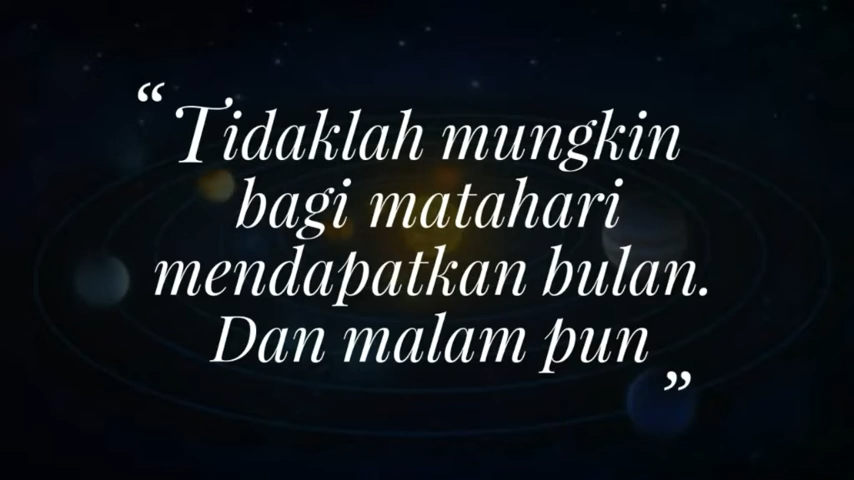 “Tidaklah mungkin
bagi matahari
mendapatkan bulan.
Dan malam pun”